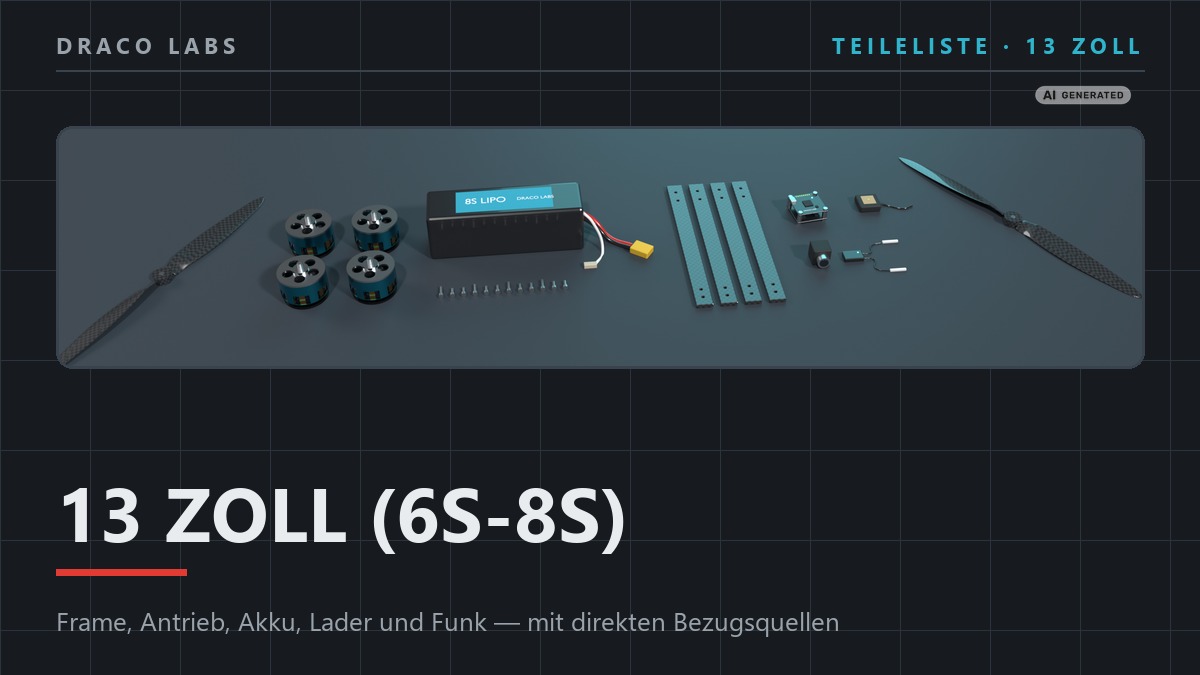 DRACO LABS
TEILELISTE · 13 ZOLL
AI GENERATED
8S LIPO DRACO LABS
13 ZOLL (6S-8S)
Frame, Antrieb, Akku, Lader und Funk — mit direkten Bezugsquellen